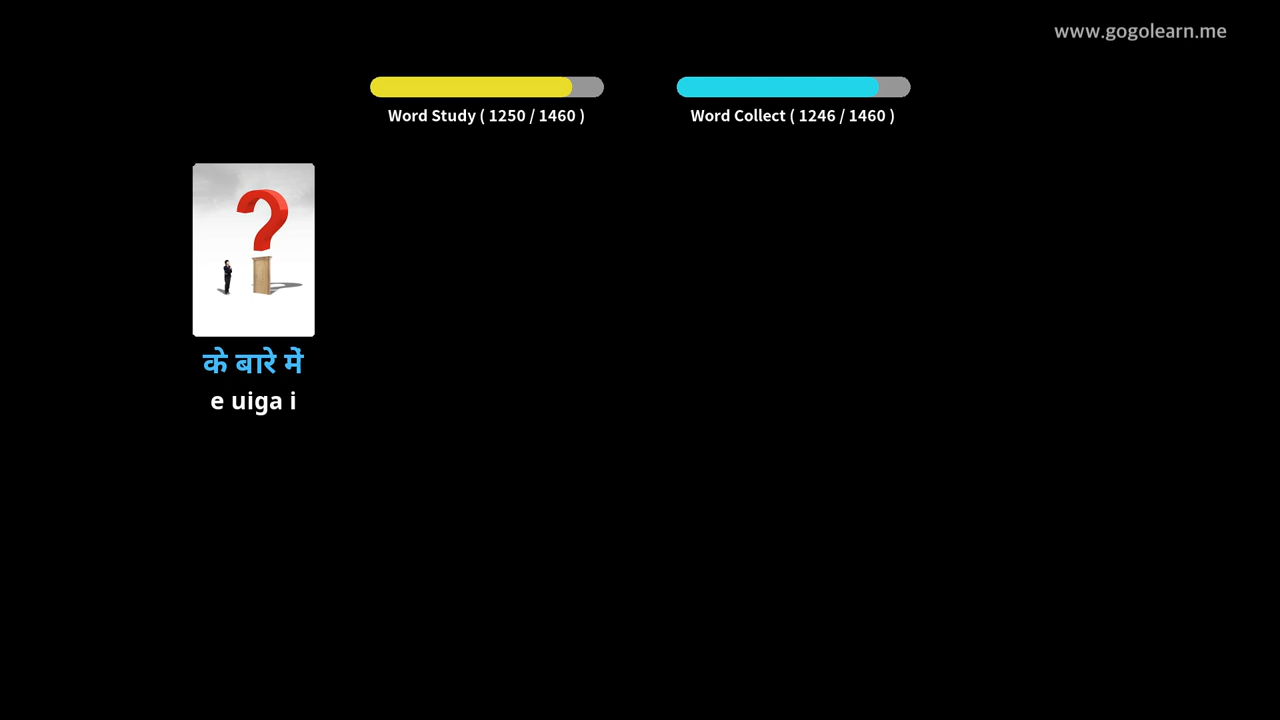 www.gogolearn.me
Word Study ( 1250 / 1460 )
Word Collect ( 1246 / 1460 )
के बारे में
e uiga i